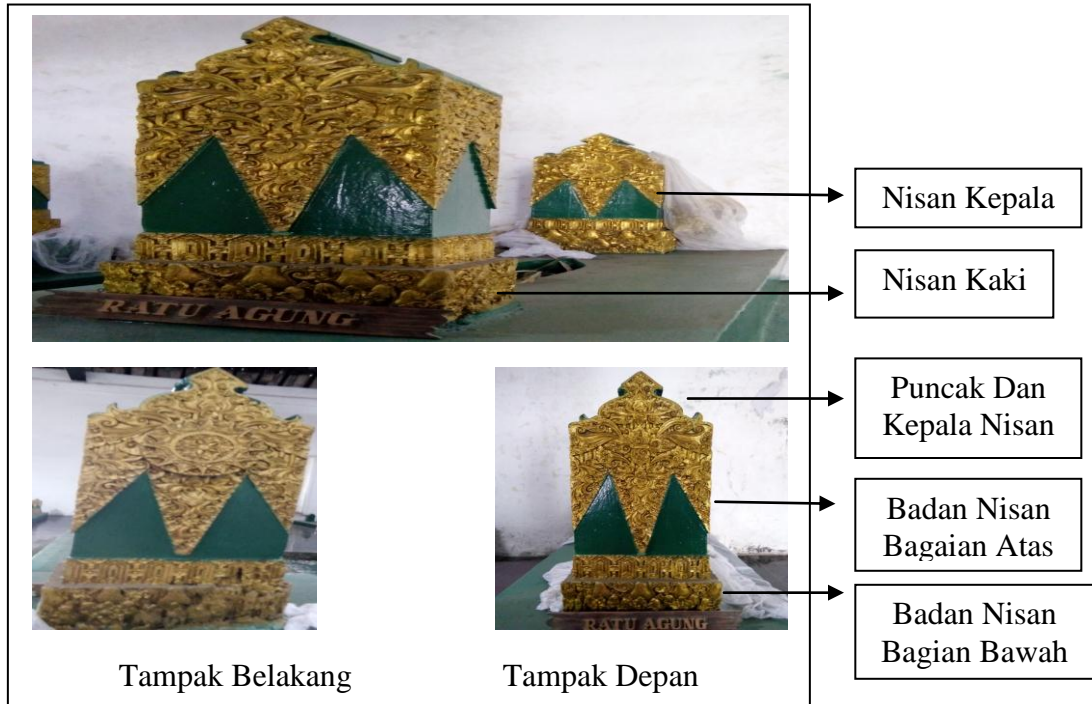 RATU AGUNG
Nisan Kepala
Nisan Kaki
RATU AGUNG
Puncak Dan
Kepala Nisan
Badan Nisan
Bagaian Atas
Badan Nisan
Bagian Bawah
Tampak Belakang
Tampak Depan